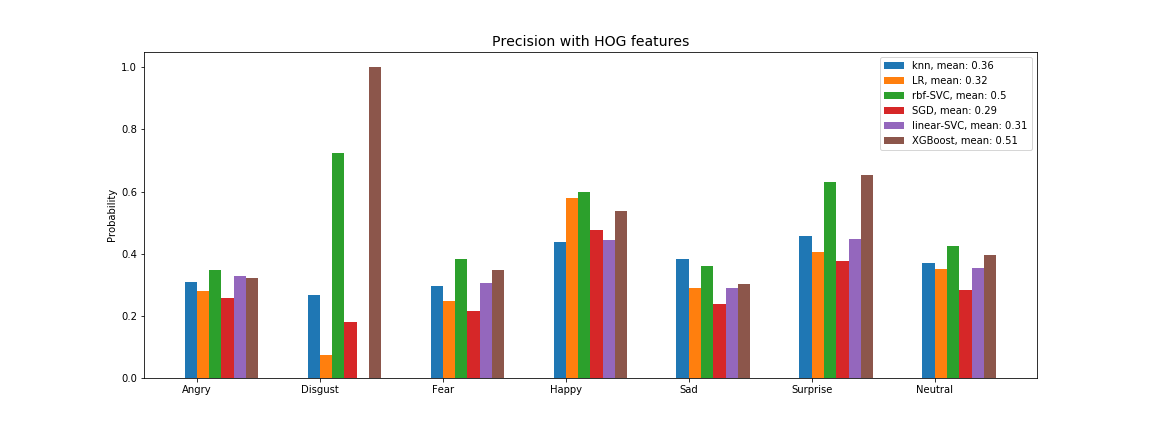 Precision with HOG features
knn, mean: 0.36
LR, mean: 0.32
rbf-SVC, mean: 0.5
SGD, mean: 0.29
linear-SVC, mean: 0.31
XGBoost, mean: 0.51
Probability
1.0
0.8
0.6
0.4
0.2
0.0
Angry Disgust Fear Happy Sad Surprise Neutral